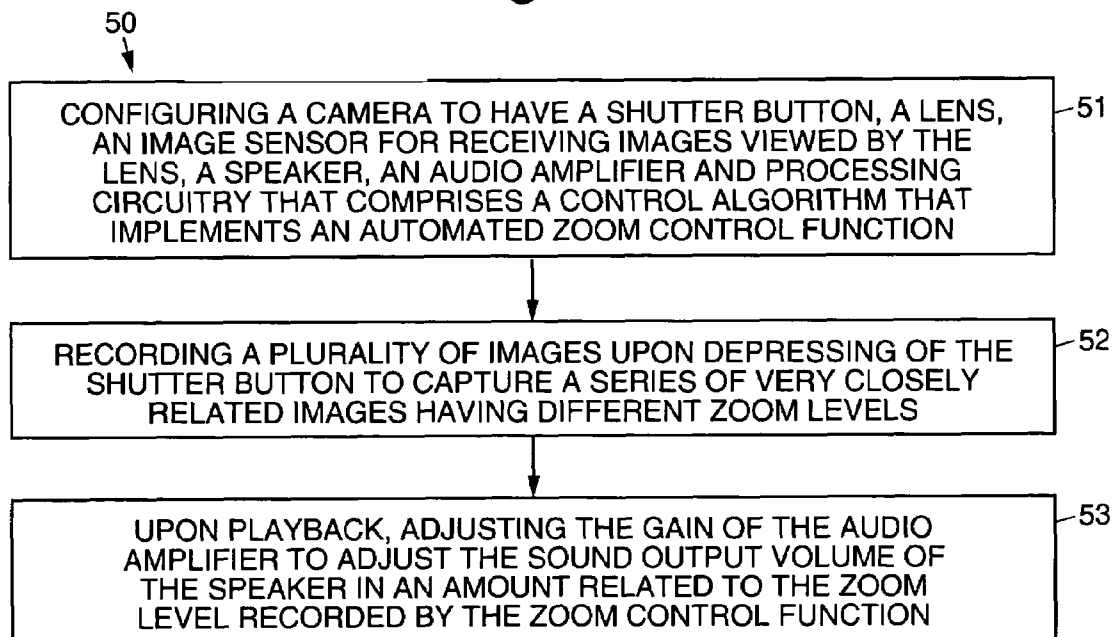 50
CONFIGURING A CAMERA TO HAVE A SHUTTER BUTTON, A LENS,
AN IMAGE SENSOR FOR RECEIVING IMAGES VIEWED BY THE
LENS, A SPEAKER, AN AUDIO AMPLIFIER AND PROCESSING
CIRCUITRY THAT COMPRISES A CONTROL ALGORITHM THAT
IMPLEMENTS AN AUTOMATED ZOOM CONTROL FUNCTION
51
RECORDING A PLURALITY OF IMAGES UPON DEPRESSING OF THE
SHUTTER BUTTON TO CAPTURE A SERIES OF VERY CLOSELY
RELATED IMAGES HAVING DIFFERENT ZOOM LEVELS
52
UPON PLAYBACK, ADJUSTING THE GAIN OF THE AUDIO
AMPLIFIER TO ADJUST THE SOUND OUTPUT VOLUME OF
THE SPEAKER IN AN AMOUNT RELATED TO THE ZOOM
LEVEL RECORDED BY THE ZOOM CONTROL FUNCTION
53